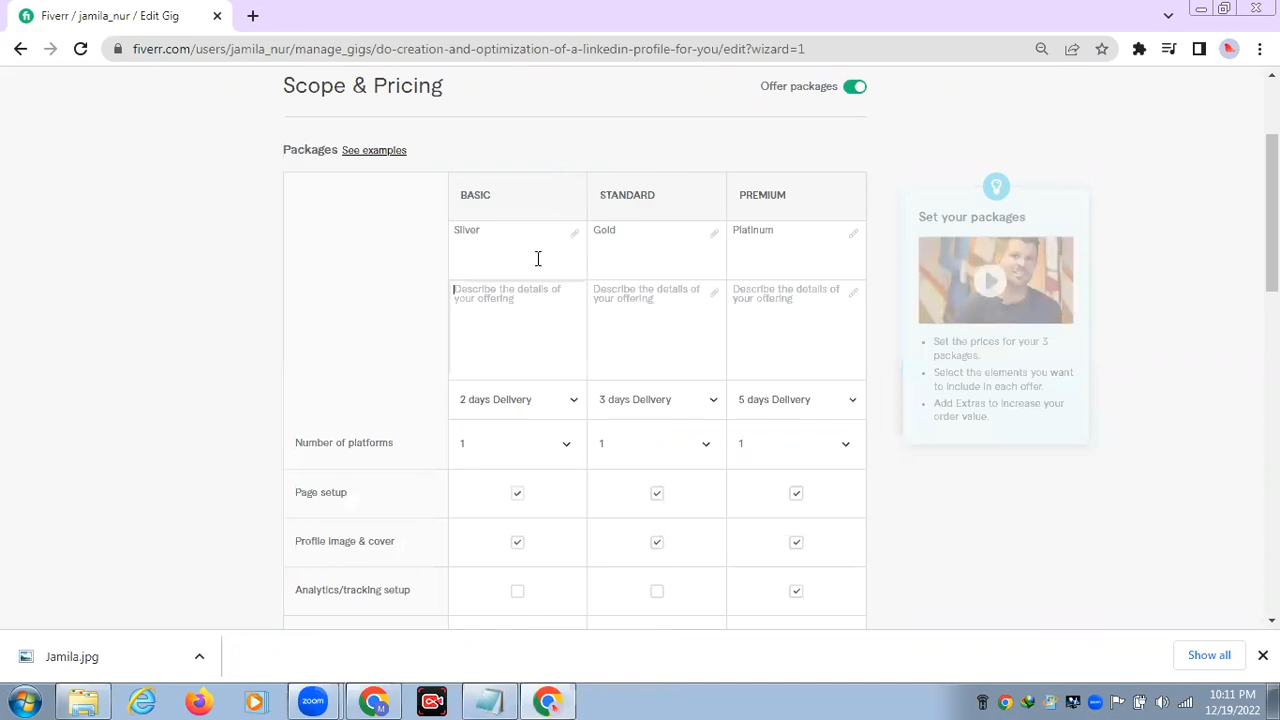 Fiverr / jamila_nur / Edit Gig
fiverr.com/users/jamila_nur/manage_gigs/do-creation-and-optimization-of-a-linkedin-profile-for-you/edit?wizard=1
Scope & Pricing
Offer packages
Packages See examples
BASIC STANDARD PREMIUM
Silver Gold Platinum
Describe the details of Describe the details of Describe the details of
your offering your offering your offering
2 days Delivery 3 days Delivery 5 days Delivery
Number of platforms 1 1 1
Page setup
Profile image & cover
Analytics/tracking setup
Set your packages
Set the prices for your 3
packages.
Select the elements you want
to include in each offer.
Add Extras to increase your
order value.
Jamila.jpg
Show all
zoom
M
10:11 PM
12/19/2022